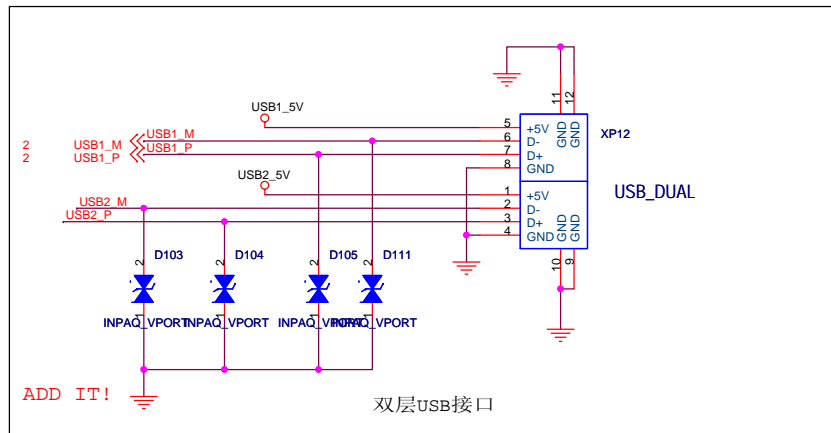 11
12
USB1_5V
5
+5V
GND
GND
XP12
2 USB1_M
USB1_M
6
D-
2 USB1_P
USB1_P
7
D+
8
GND
USB2_5V
1
+5V
USB_DUAL
USB2_M
2
D-
USB2_P
3
D+
4
GND
GND
GND
10
9
2 D103
2 D104
2 D105
2 D111
INPAQ_VPORT
INPAQ_VPORT
INPAQ_VPORT
INPAQ_VPORT
1
1
1
1
ADD IT!
双层USB接口